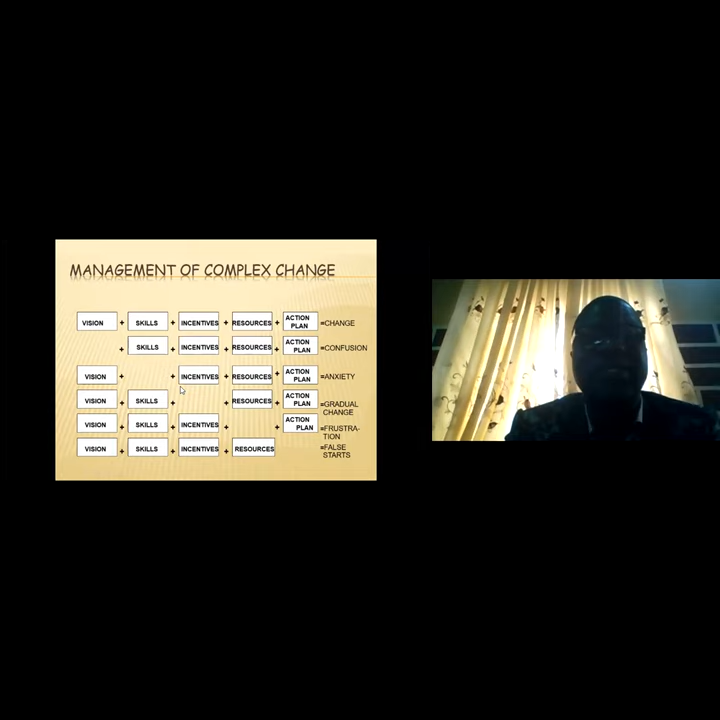 MANAGEMENT OF COMPLEX CHANGE
VISION + SKILLS + INCENTIVES + RESOURCES + ACTION PLAN =CHANGE
+ SKILLS + INCENTIVES + RESOURCES + ACTION PLAN =CONFUSION
VISION + + INCENTIVES + RESOURCES + ACTION PLAN =ANXIETY
VISION + SKILLS + RESOURCES + ACTION PLAN =GRADUAL CHANGE
VISION + SKILLS + INCENTIVES + + ACTION PLAN =FRUSTRA-TION
VISION + SKILLS + INCENTIVES + RESOURCES =FALSE STARTS